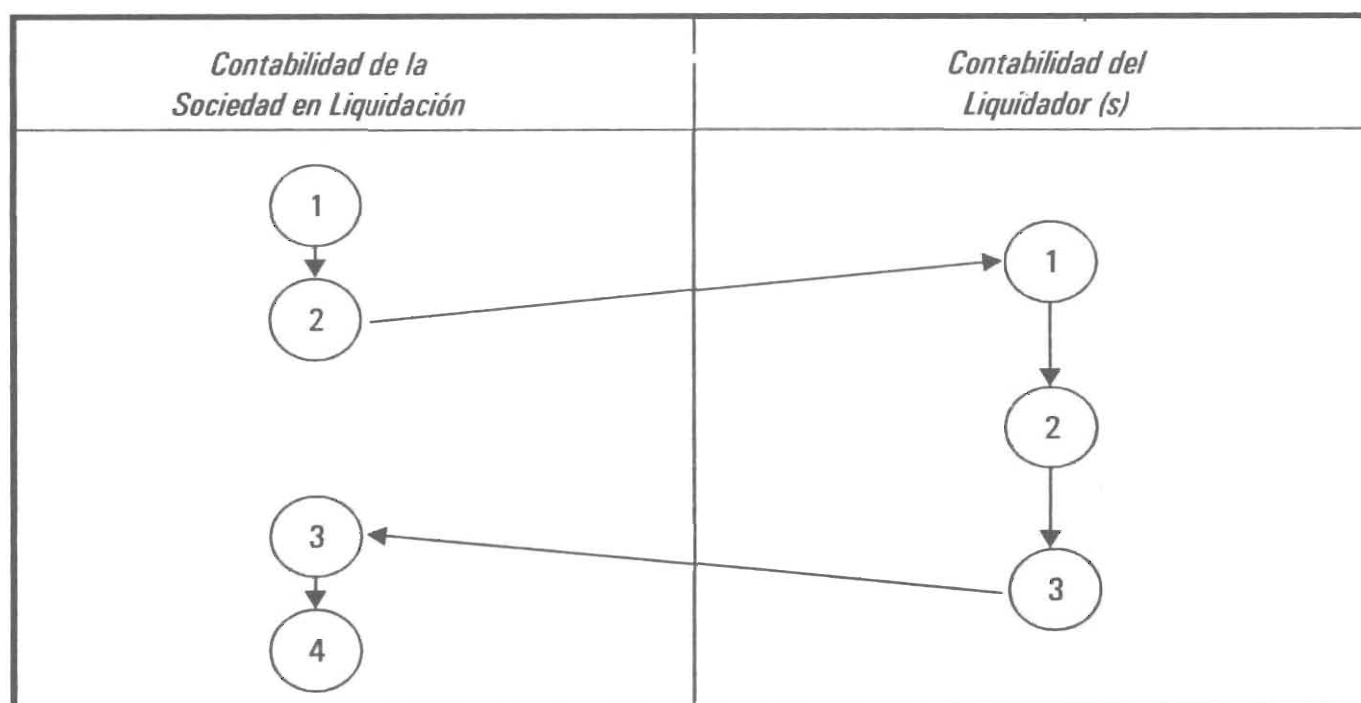 Contabilidad de la
Sociedad en Liquidación
Contabilidad del
Liquidador (s)
1
2
3
4
1
2
3